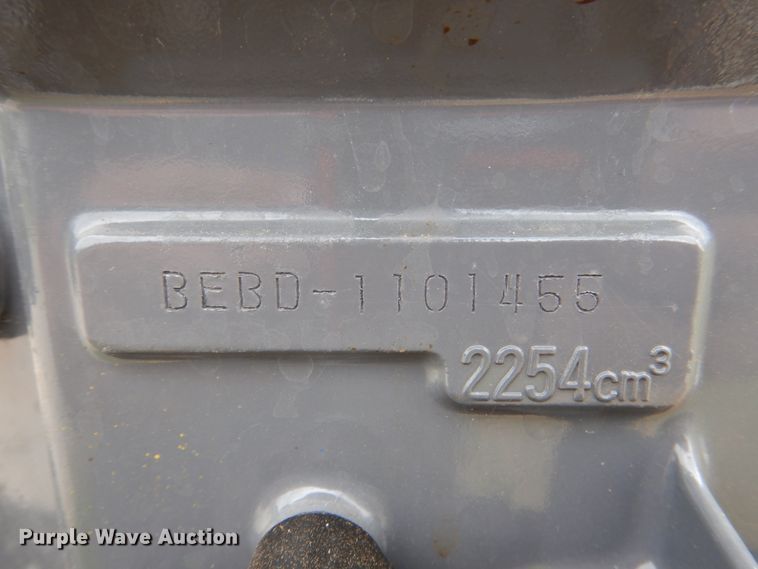 BEBD-1101455
2254cm³
Purple Wave Auction